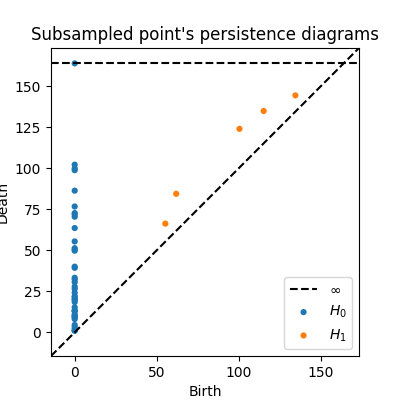 Subsampled point's persistence diagrams
150
125
100
75
50
25
0
Death
0 50 100 150
Birth
∞
H₀
H₁